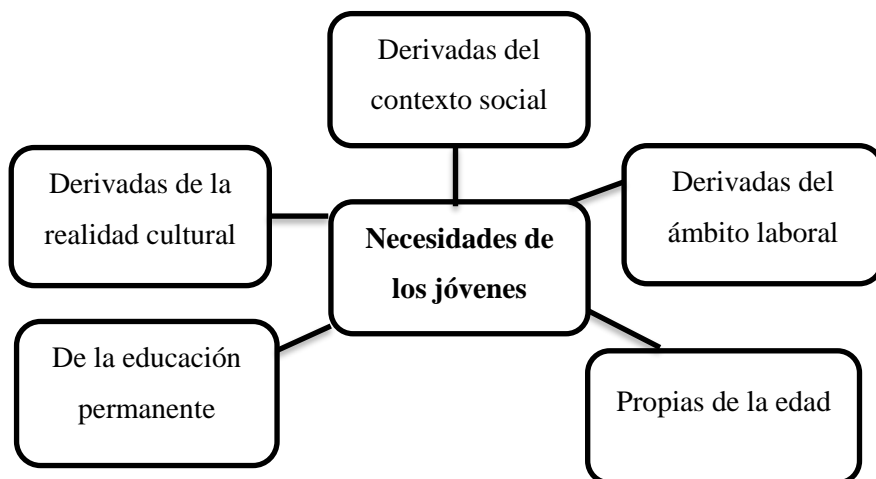 Derivadas del
contexto social
Derivadas de la
realidad cultural
Derivadas del
ámbito laboral
Necesidades de
los jóvenes
De la educación
permanente
Propias de la edad